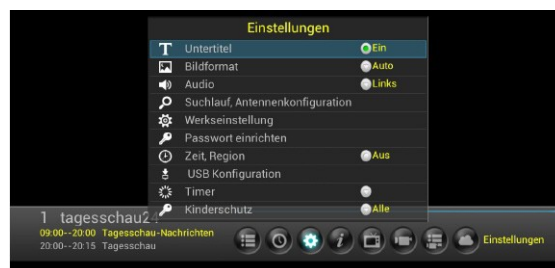 Einstellungen
Untertitel Ein
Bildformat Auto
Audio Links
Suchlauf, Antennenkonfiguration
Werkseinstellung
Passwort einrichten
Zeit, Region Aus
USB Konfiguration
Timer
Kinderschutz Alle
1 tagesschau24
09:00--20:00 Tagesschau-Nachrichten
20:00--20:15 Tagesschau
Einstellungen